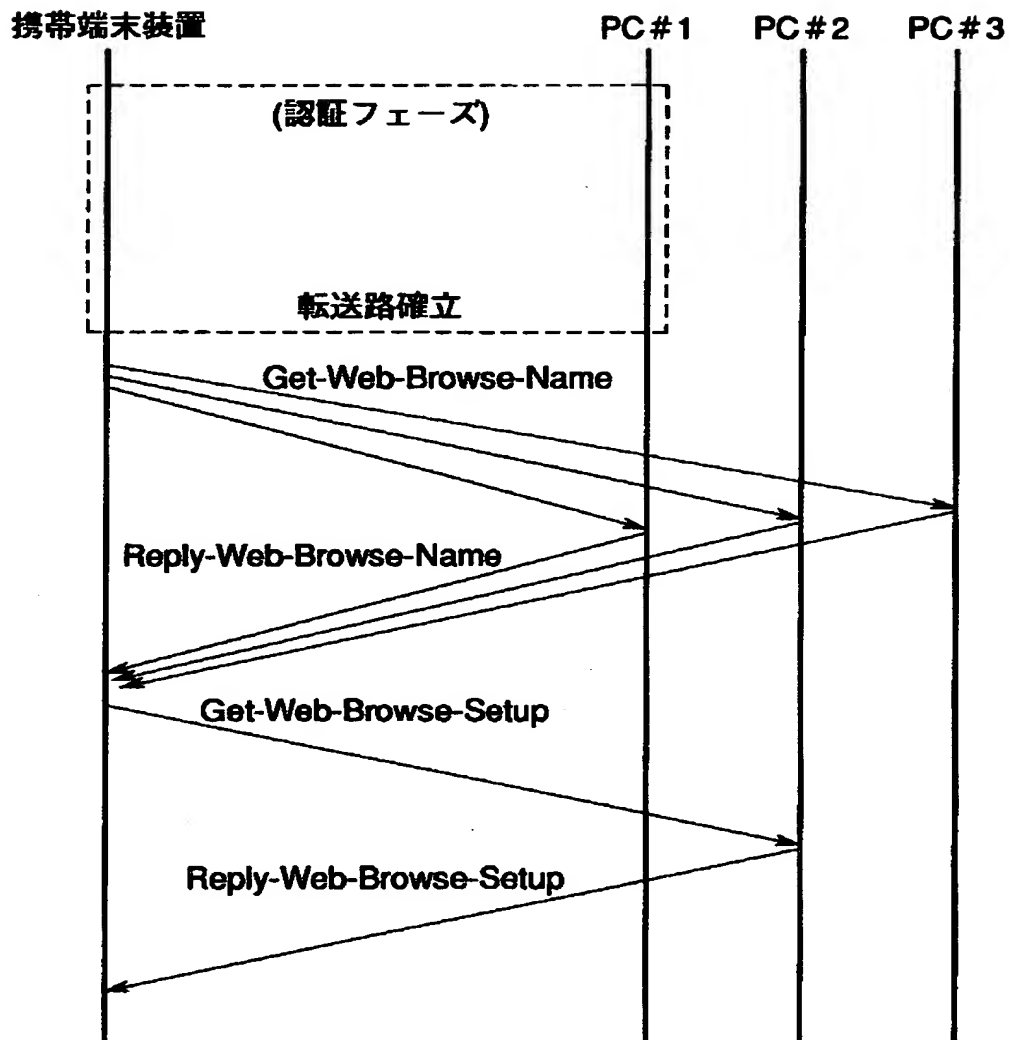 携帯端末装置 PC#1 PC#2 PC#3
(認証フェーズ)
転送路確立
Get-Web-Browse-Name
Reply-Web-Browse-Name
Get-Web-Browse-Setup
Reply-Web-Browse-Setup